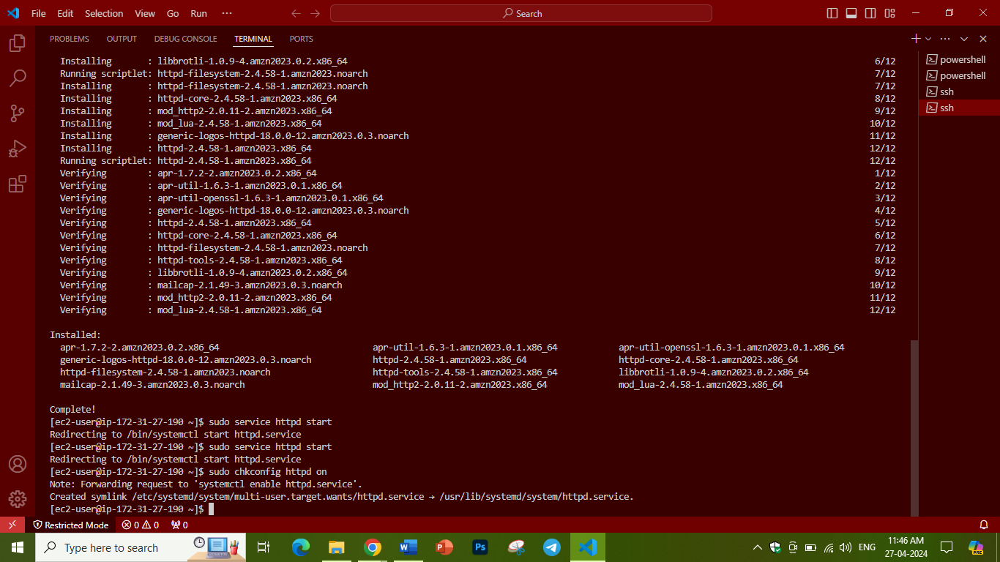 File Edit Selection View Go Run ··· Search
PROBLEMS OUTPUT DEBUG CONSOLE TERMINAL PORTS
Installing : libbrotli-1.0.9-4.amzn2023.0.2.x86_64 6/12
Running scriptlet: httpd-filesystem-2.4.58-1.amzn2023.noarch 7/12
Installing : httpd-filesystem-2.4.58-1.amzn2023.noarch 7/12
Installing : httpd-core-2.4.58-1.amzn2023.x86_64 8/12
Installing : mod_http2-2.0.11-2.amzn2023.x86_64 9/12
Installing : mod_lua-2.4.58-1.amzn2023.x86_64 10/12
Installing : generic-logos-httpd-18.0.0-12.amzn2023.0.3.noarch 11/12
Installing : httpd-2.4.58-1.amzn2023.x86_64 12/12
Running scriptlet: httpd-2.4.58-1.amzn2023.x86_64 12/12
Verifying : apr-1.7.2-2.amzn2023.0.2.x86_64 1/12
Verifying : apr-util-1.6.3-1.amzn2023.0.1.x86_64 2/12
Verifying : apr-util-openssl-1.6.3-1.amzn2023.0.1.x86_64 3/12
Verifying : generic-logos-httpd-18.0.0-12.amzn2023.0.3.noarch 4/12
Verifying : httpd-2.4.58-1.amzn2023.x86_64 5/12
Verifying : httpd-core-2.4.58-1.amzn2023.x86_64 6/12
Verifying : httpd-filesystem-2.4.58-1.amzn2023.noarch 7/12
Verifying : httpd-tools-2.4.58-1.amzn2023.x86_64 8/12
Verifying : libbrotli-1.0.9-4.amzn2023.0.2.x86_64 9/12
Verifying : mailcap-2.1.49-3.amzn2023.0.3.noarch 10/12
Verifying : mod_http2-2.0.11-2.amzn2023.x86_64 11/12
Verifying : mod_lua-2.4.58-1.amzn2023.x86_64 12/12
Installed:
apr-1.7.2-2.amzn2023.0.2.x86_64 apr-util-1.6.3-1.amzn2023.0.1.x86_64 apr-util-openssl-1.6.3-1.amzn2023.0.1.x86_64
generic-logos-httpd-18.0.0-12.amzn2023.0.3.noarch httpd-2.4.58-1.amzn2023.x86_64 httpd-core-2.4.58-1.amzn2023.x86_64
httpd-filesystem-2.4.58-1.amzn2023.noarch httpd-tools-2.4.58-1.amzn2023.x86_64 libbrotli-1.0.9-4.amzn2023.0.2.x86_64
mailcap-2.1.49-3.amzn2023.0.3.noarch mod_http2-2.0.11-2.amzn2023.x86_64 mod_lua-2.4.58-1.amzn2023.x86_64
Complete!
[ec2-user@ip-172-31-27-190 ~]$ sudo service httpd start
Redirecting to /bin/systemctl start httpd.service
[ec2-user@ip-172-31-27-190 ~]$ sudo service httpd start
Redirecting to /bin/systemctl start httpd.service
[ec2-user@ip-172-31-27-190 ~]$ sudo chkconfig httpd on
Note: Forwarding request to 'systemctl enable httpd.service'.
Created symlink /etc/systemd/system/multi-user.target.wants/httpd.service → /usr/lib/systemd/system/httpd.service.
[ec2-user@ip-172-31-27-190 ~]$
powershell
powershell
ssh
ssh
Restricted Mode 0 0 0
Type here to search
ENG
11:46 AM
27-04-2024
W
P
Ps
PRE